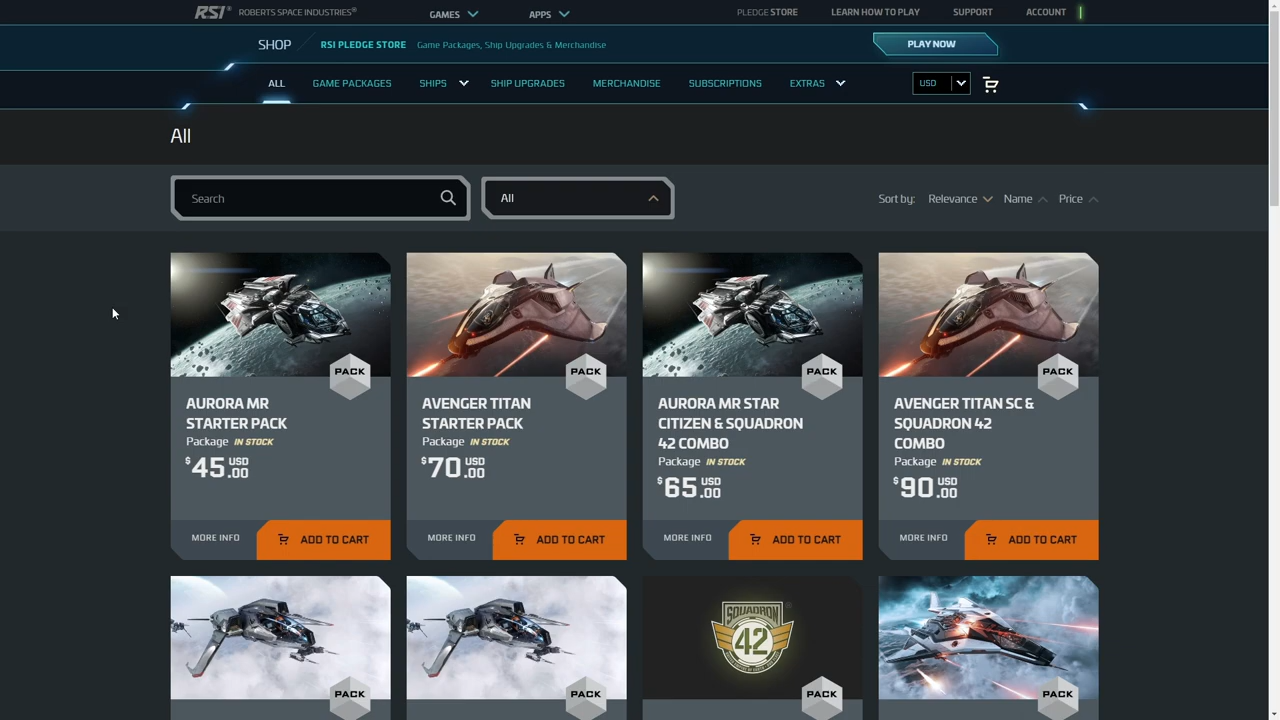 RSI® ROBERTS SPACE INDUSTRIES® GAMES APPS PLEDGE STORE LEARN HOW TO PLAY SUPPORT ACCOUNT
SHOP RSI PLEDGE STORE Game Packages, Ship Upgrades & Merchandise PLAY NOW
ALL GAME PACKAGES SHIPS SHIP UPGRADES MERCHANDISE SUBSCRIPTIONS EXTRAS USD
All
Search All Sort by: Relevance Name Price
PACK
AURORA MR
STARTER PACK
Package IN STOCK
$45 USD .00
MORE INFO ADD TO CART
PACK
AVENGER TITAN
STARTER PACK
Package IN STOCK
$70 USD .00
MORE INFO ADD TO CART
PACK
AURORA MR STAR
CITIZEN & SQUADRON
42 COMBO
Package IN STOCK
$65 USD .00
MORE INFO ADD TO CART
PACK
AVENGER TITAN SC &
SQUADRON 42
COMBO
Package IN STOCK
$90 USD .00
MORE INFO ADD TO CART
PACK
PACK
SQUADRON
42
PACK
PACK